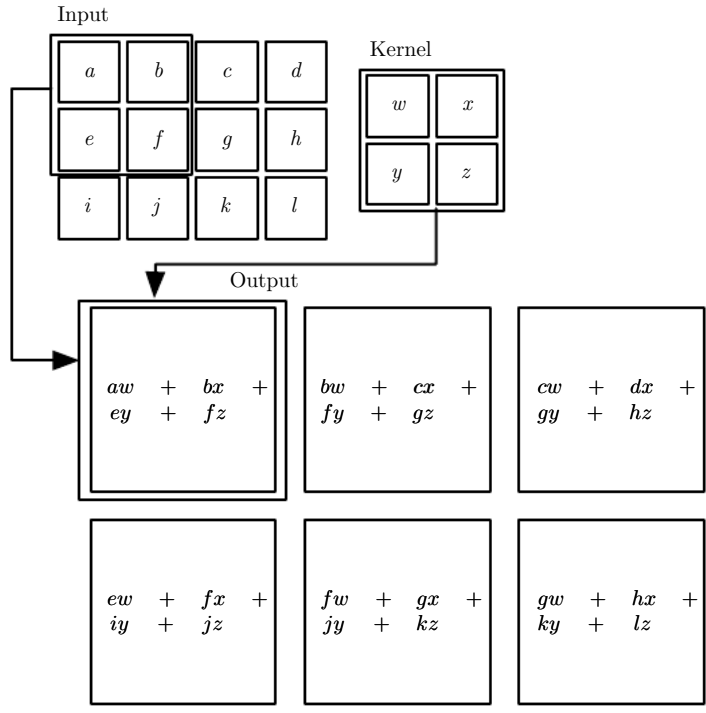 Input
a b c d
e f g h
i j k l
Kernel
w x
y z
Output
aw + bx +
ey + fz
bw + cx +
fy + gz
cw + dx +
gy + hz
ew + fx +
iy + jz
fw + gx +
jy + kz
gw + hx +
ky + lz